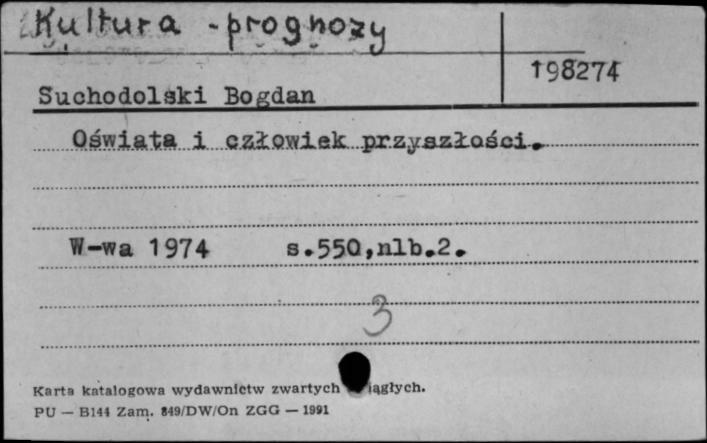 Kultura - prognozy
198274
Suchodolski Bogdan
Oświata i człowiek przyszłości.
W-wa 1974 s.550,nlb.2.
3
Karta katalogowa wydawnictw zwartych iągłych.
PU — B144 Zam. 849/DW/On ZGG — 1991